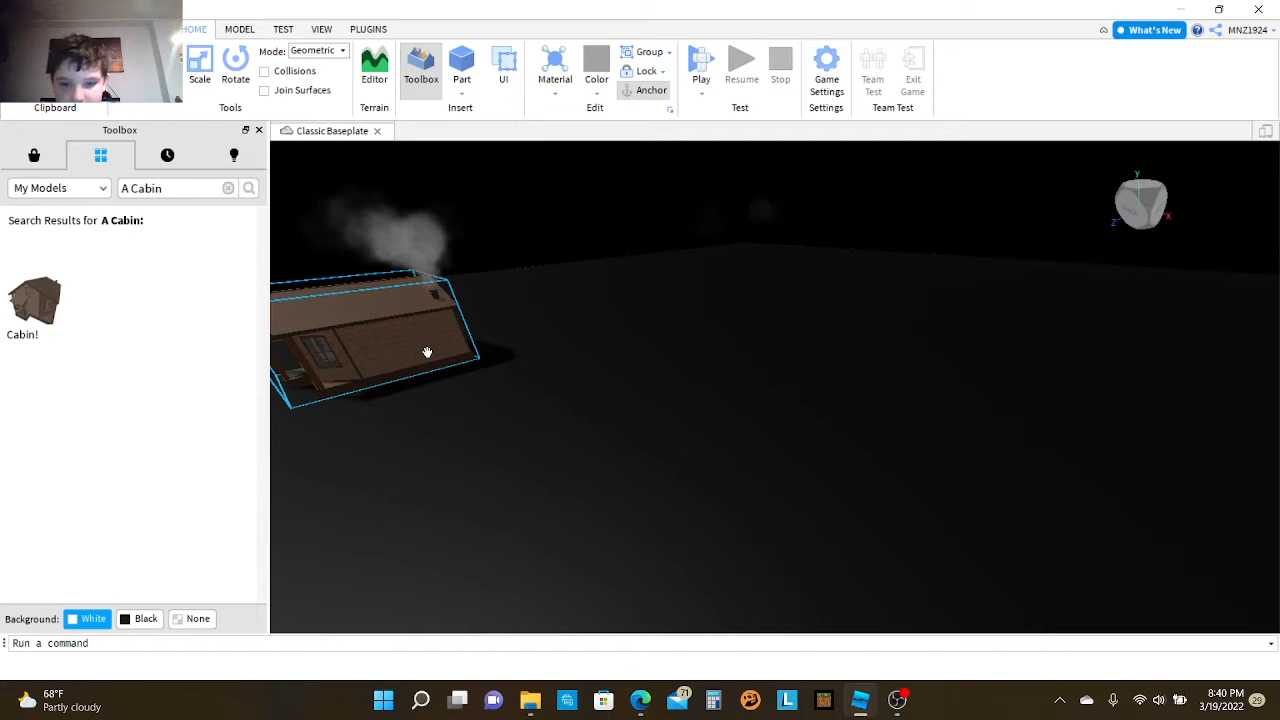 HOME MODEL TEST VIEW PLUGINS
What's New MNZ1924
Scale Rotate
Mode: Geometric
Collisions
Join Surfaces
Editor Toolbox Part UI Material Color
Group
Lock
Anchor
Play Resume Stop
Game Settings
Team Test
Exit Game
Clipboard Tools Terrain Insert Edit Test Settings Team Test
Toolbox
Classic Baseplate
My Models
A Cabin
Search Results for A Cabin:
Cabin!
Y
X
Z
Background: White Black None
Run a command
68°F
Partly cloudy
71
L
8:40 PM
3/19/2022
29